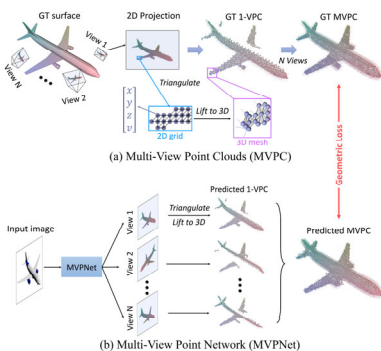 GT surface
2D Projection
GT 1-VPC
GT MVPC
View 1
View N
View 2
N Views
Triangulate
Lift to 3D
x
y
z
v
2D grid
3D mesh
(a) Multi-View Point Clouds (MVPC)
Geometric Loss
Predicted 1-VPC
Input image
MVPNet
View 1
Triangulate
Lift to 3D
View 2
View N
Predicted MVPC
(b) Multi-View Point Network (MVPNet)